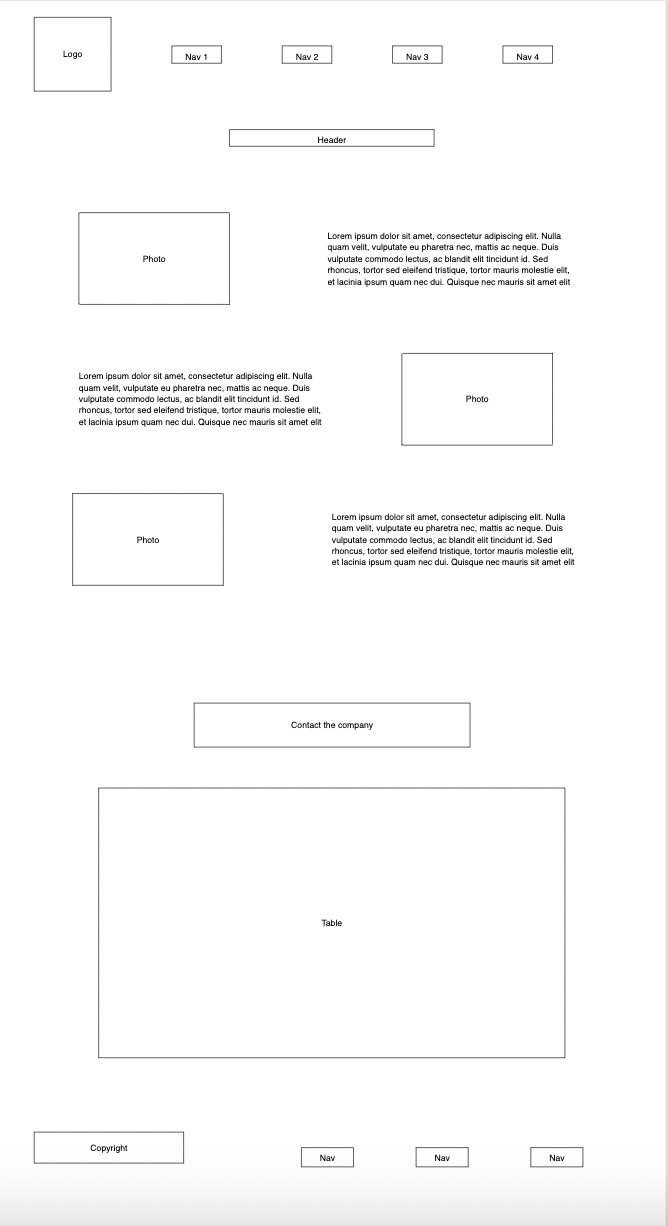 Logo
Nav 1
Nav 2
Nav 3
Nav 4
Header
Photo
Lorem ipsum dolor sit amet, consectetur adipiscing elit. Nulla
quam velit, vulputate eu pharetra nec, mattis ac neque. Duis
vulputate commodo lectus, ac blandit elit tincidunt id. Sed
rhoncus, tortor sed eleifend tristique, tortor mauris molestie elit,
et lacinia ipsum quam nec dui. Quisque nec mauris sit amet elit
Lorem ipsum dolor sit amet, consectetur adipiscing elit. Nulla
quam velit, vulputate eu pharetra nec, mattis ac neque. Duis
vulputate commodo lectus, ac blandit elit tincidunt id. Sed
rhoncus, tortor sed eleifend tristique, tortor mauris molestie elit,
et lacinia ipsum quam nec dui. Quisque nec mauris sit amet elit
Photo
Photo
Lorem ipsum dolor sit amet, consectetur adipiscing elit. Nulla
quam velit, vulputate eu pharetra nec, mattis ac neque. Duis
vulputate commodo lectus, ac blandit elit tincidunt id. Sed
rhoncus, tortor sed eleifend tristique, tortor mauris molestie elit,
et lacinia ipsum quam nec dui. Quisque nec mauris sit amet elit
Contact the company
Table
Copyright
Nav
Nav
Nav